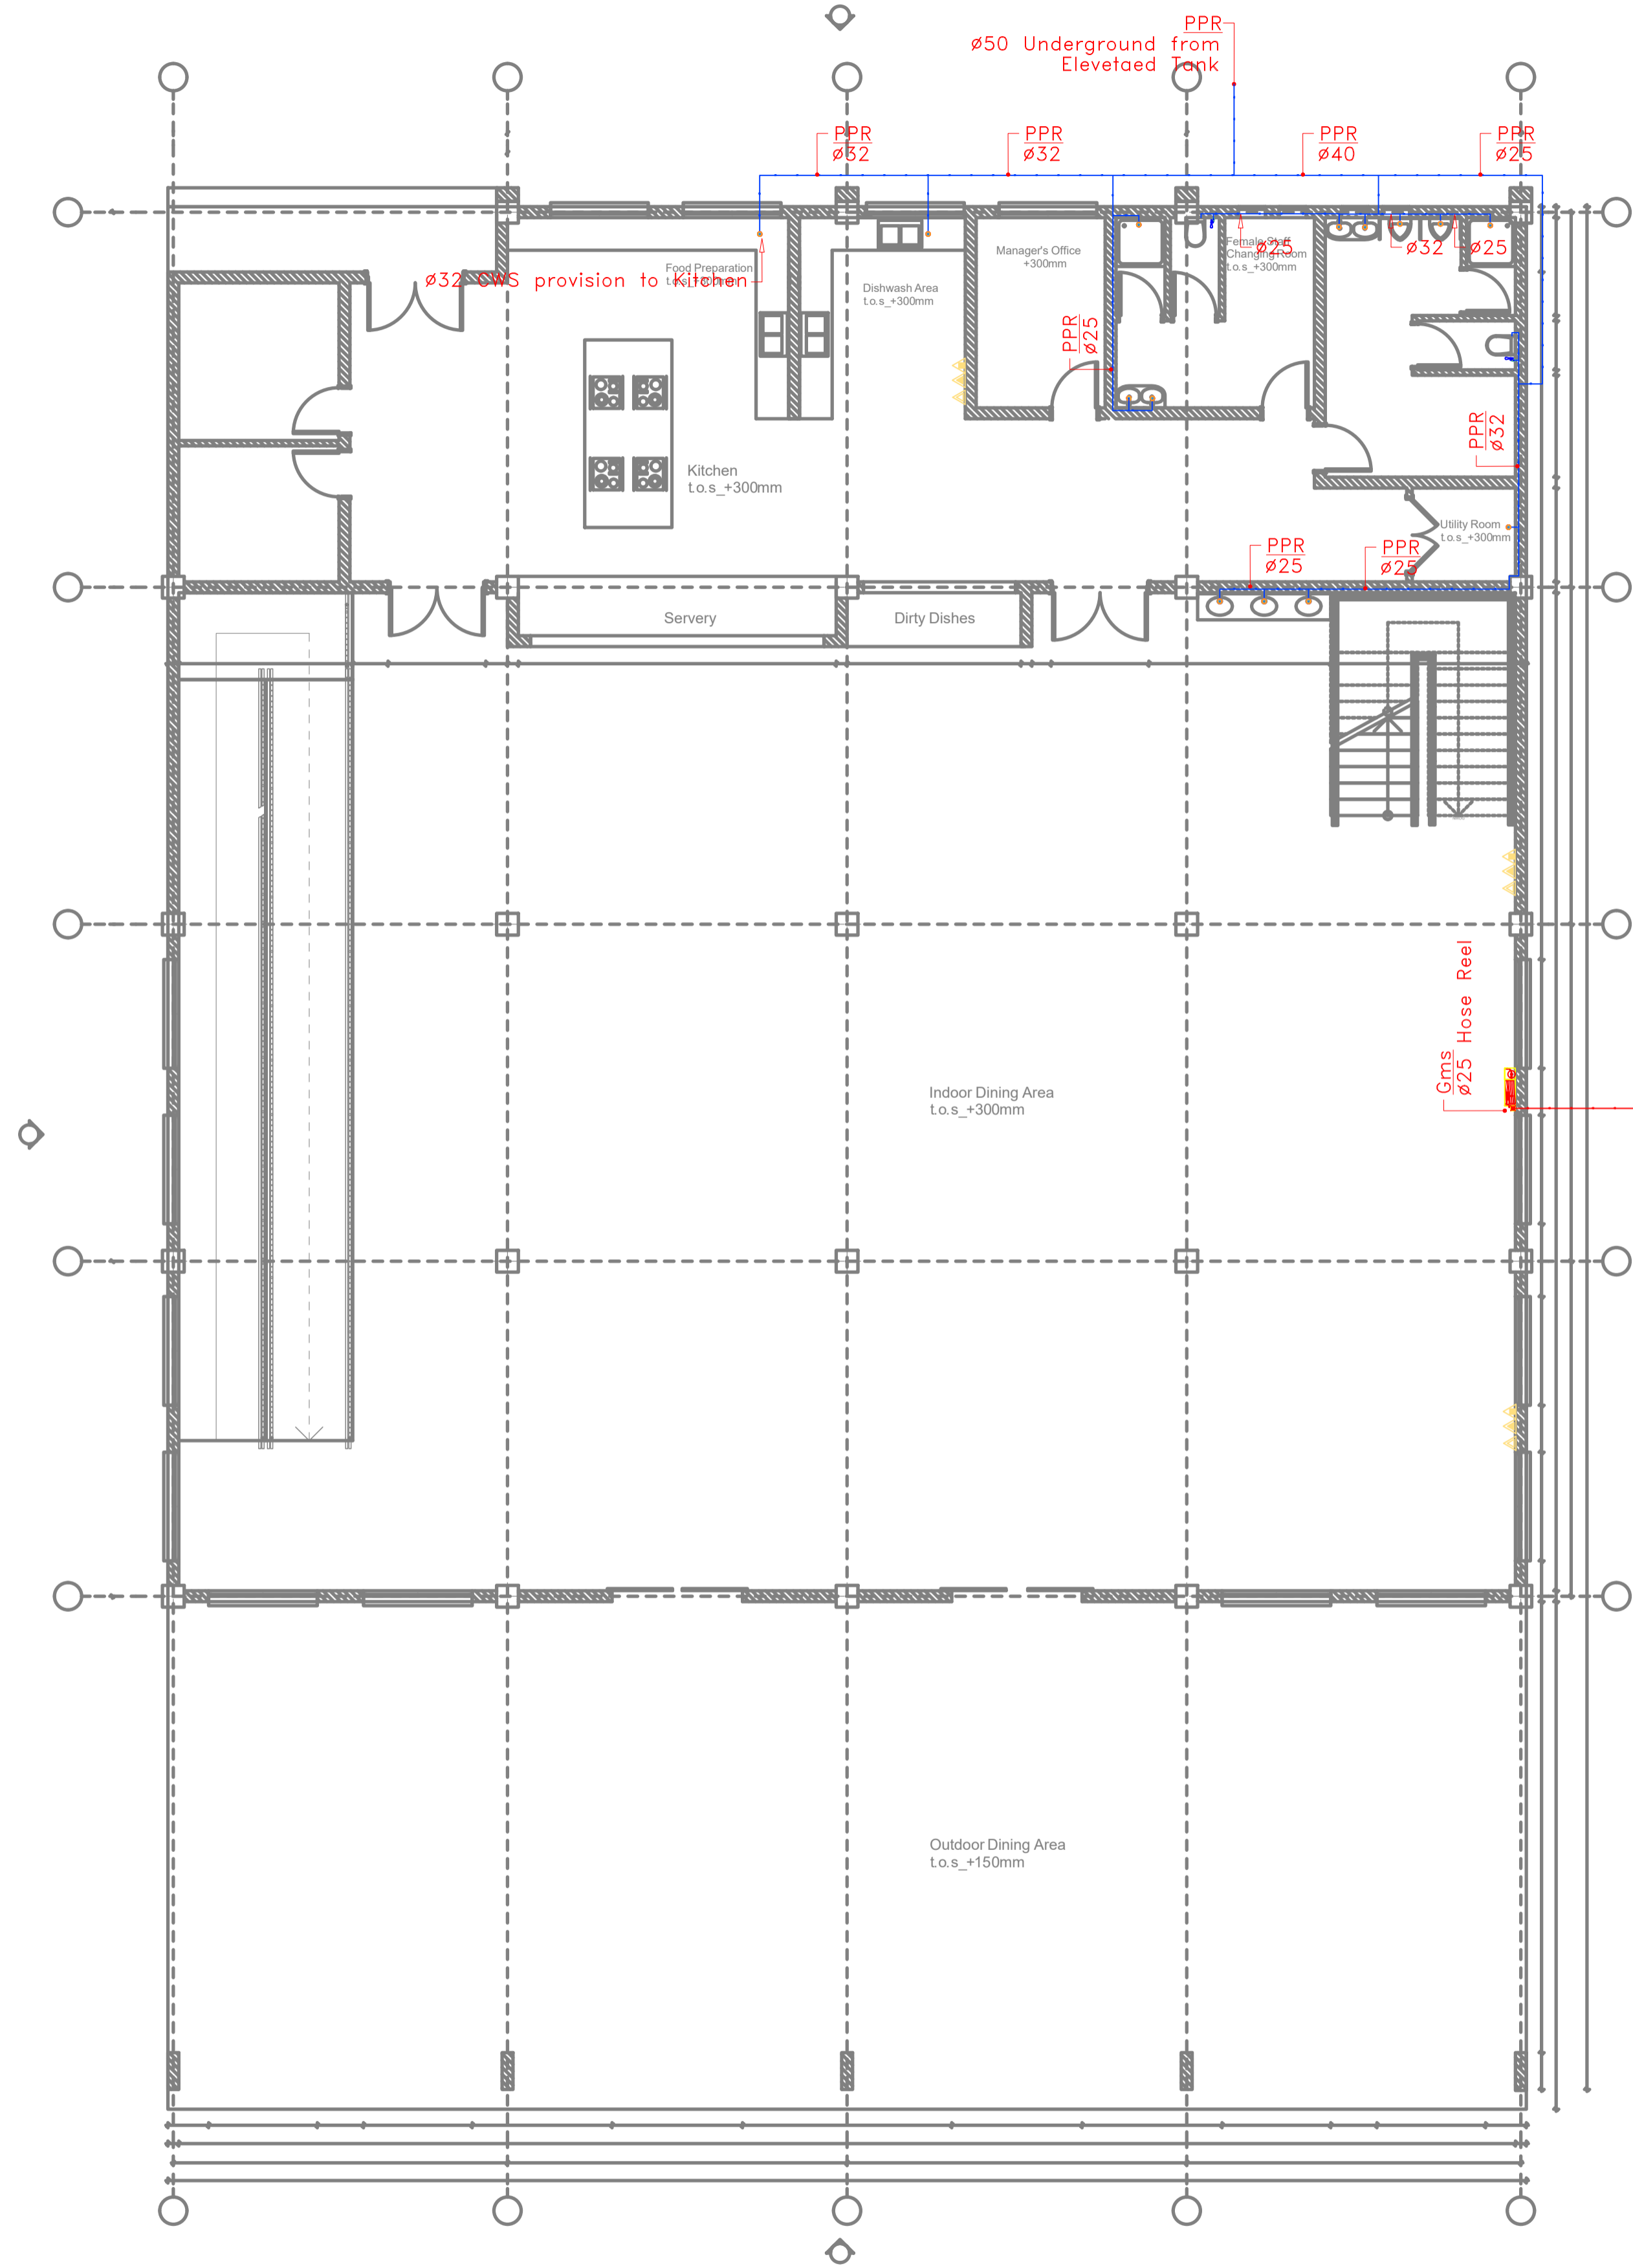 PPR
ø50 Underground from
Elevetaed Tank
PPR
ø32
PPR
ø32
PPR
ø40
PPR
ø25
Food Preparation
t.o.s_+300mm
ø32 CWS provision to Kitchen
Dishwash Area
t.o.s_+300mm
Manager's Office
+300mm
Female Staff
Changing Room
t.o.s_+300mm
ø25
ø32
ø25
PPR
ø25
PPR
ø32
Kitchen
t.o.s_+300mm
Utility Room
t.o.s_+300mm
PPR
ø25
PPR
ø25
Servery
Dirty Dishes
Gms
ø25 Hose Reel
Indoor Dining Area
t.o.s_+300mm
Outdoor Dining Area
t.o.s_+150mm